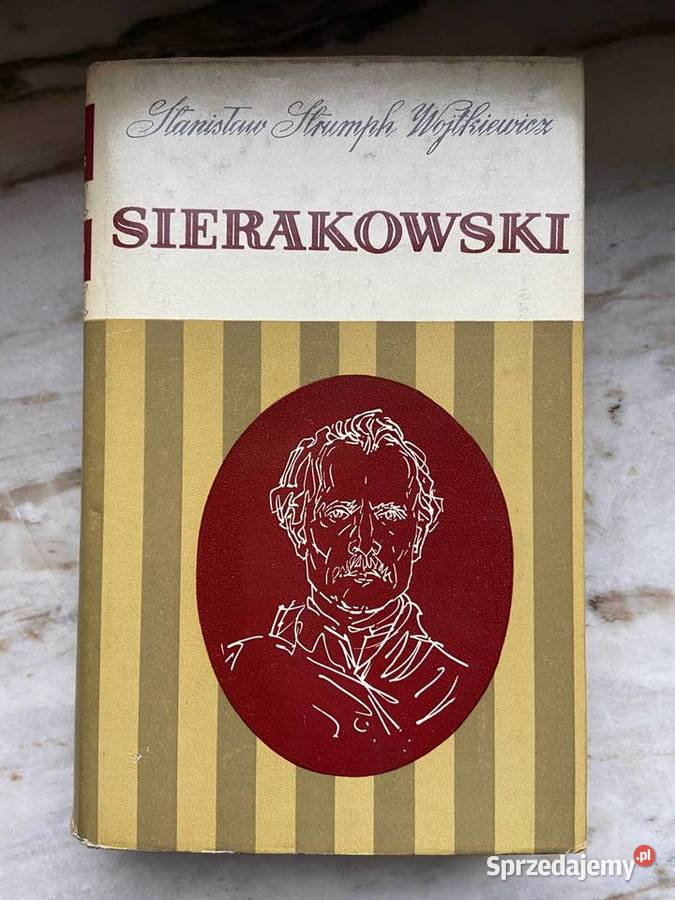 Stanisław Strumph Wojtkiewicz
SIERAKOWSKI
Sprzedajemy.pl